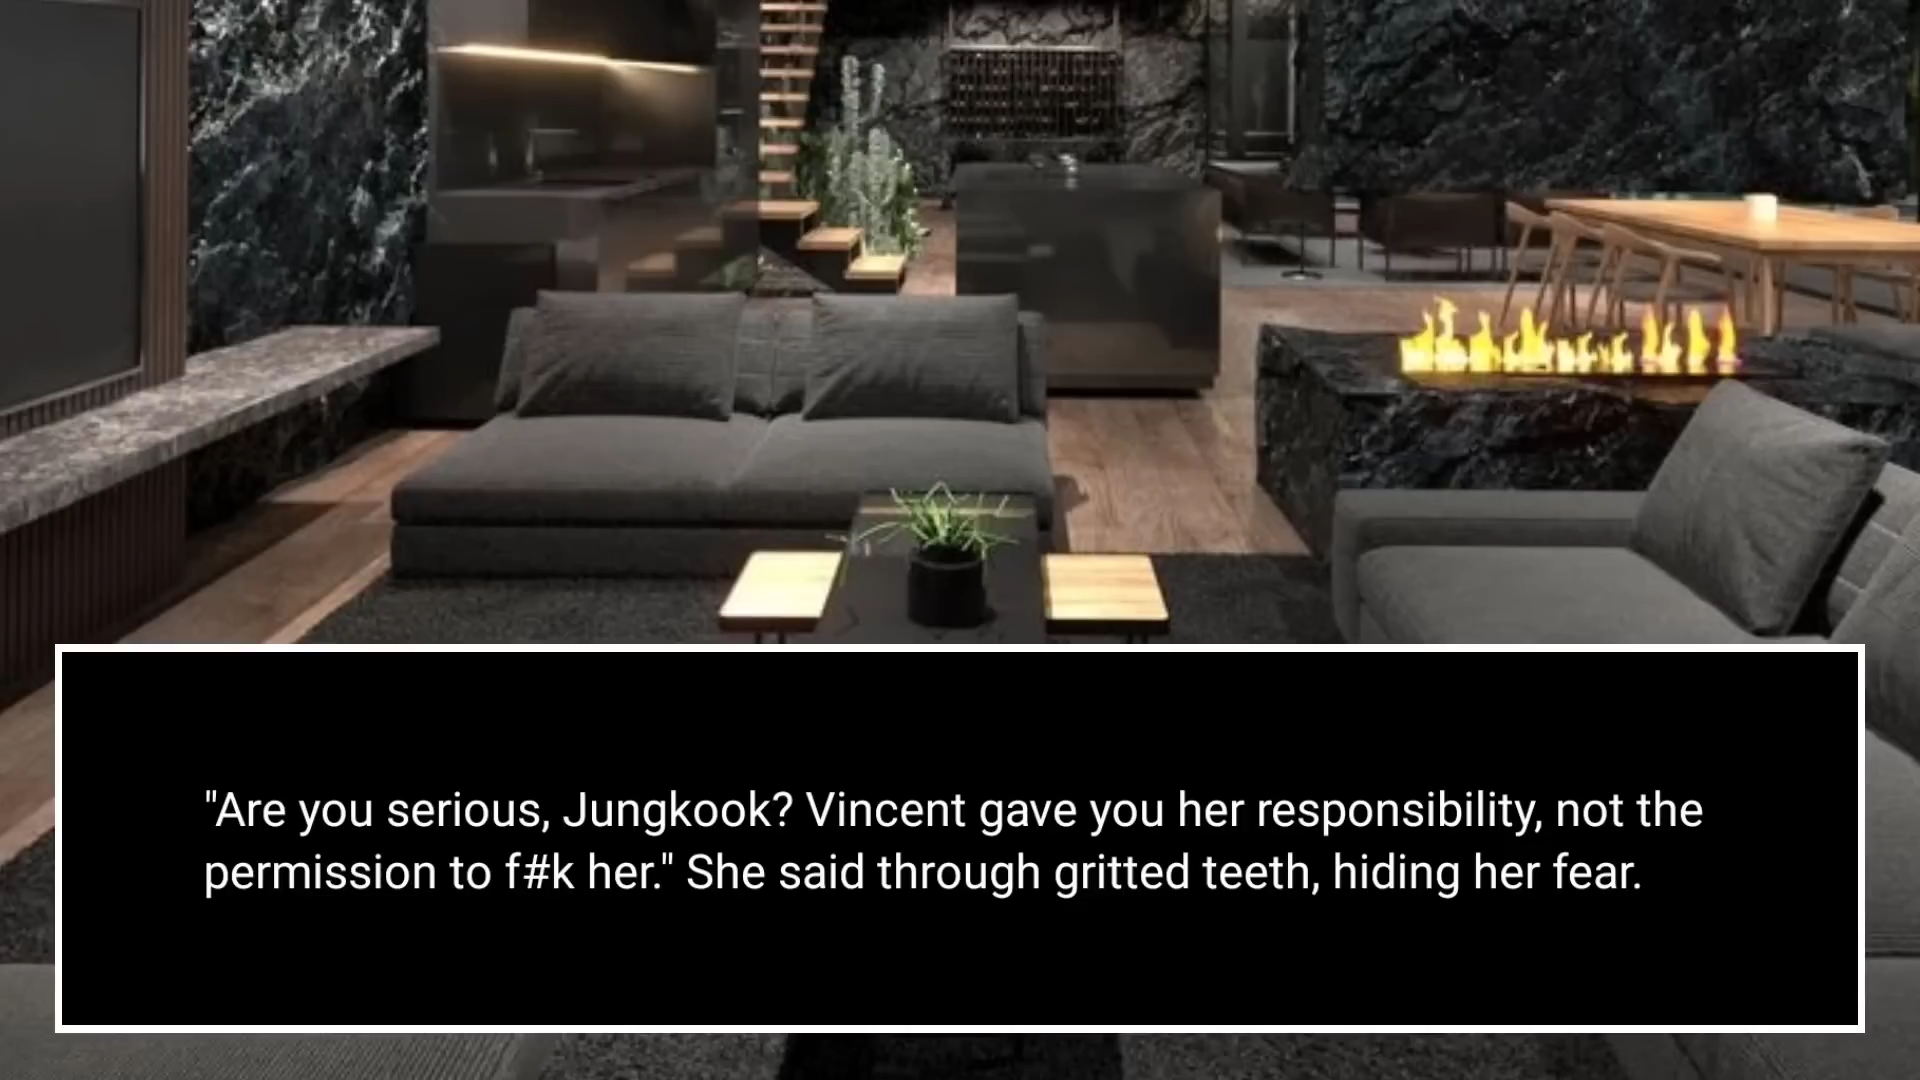 "Are you serious, Jungkook? Vincent gave you her responsibility, not the
permission to f#k her." She said through gritted teeth, hiding her fear.